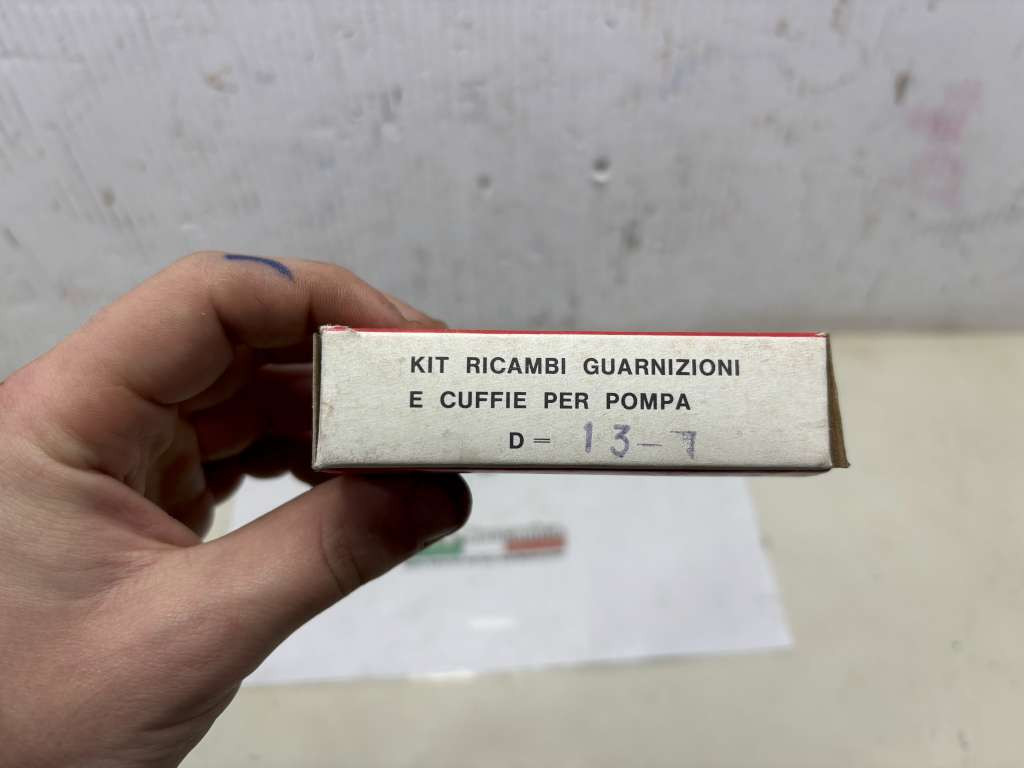 KIT RICAMBI GUARNIZIONI
E CUFFIE PER POMPA
D= 13-7